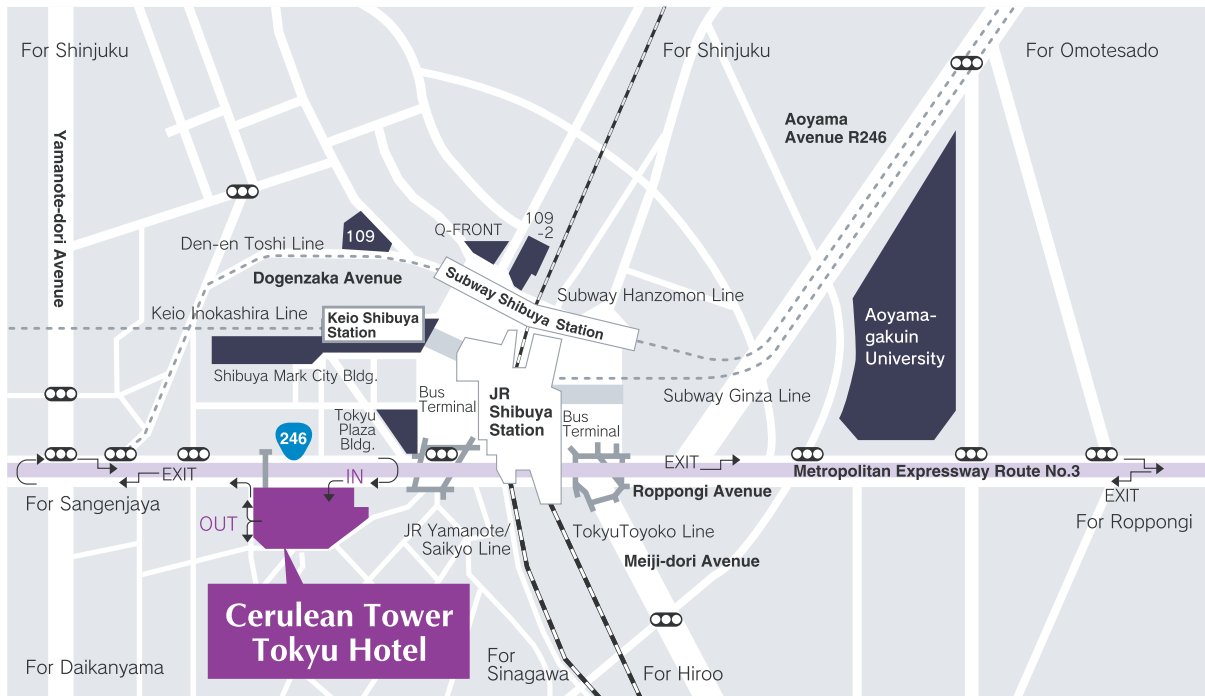 For Shinjuku
For Shinjuku
For Omotesado
Aoyama
Avenue R246
Yamanote-dori Avenue
109
Q-FRONT
109
-2
Den-en Toshi Line
Dogenzaka Avenue
Subway Shibuya Station
Subway Hanzomon Line
Keio Inokashira Line
Keio Shibuya
Station
Aoyama-
gakuin
University
Shibuya Mark City Bldg.
Bus
Terminal
JR
Shibuya
Station
Subway Ginza Line
Tokyu
Plaza
Bldg.
Bus
Terminal
246
EXIT
IN
EXIT
Metropolitan Expressway Route No.3
Roppongi Avenue
EXIT
For Sangenjaya
OUT
For Roppongi
JR Yamanote/
Saikyo Line
TokyuToyoko Line
Meiji-dori Avenue
Cerulean Tower
Tokyu Hotel
For Daikanyama
For
Sinagawa
For Hiroo